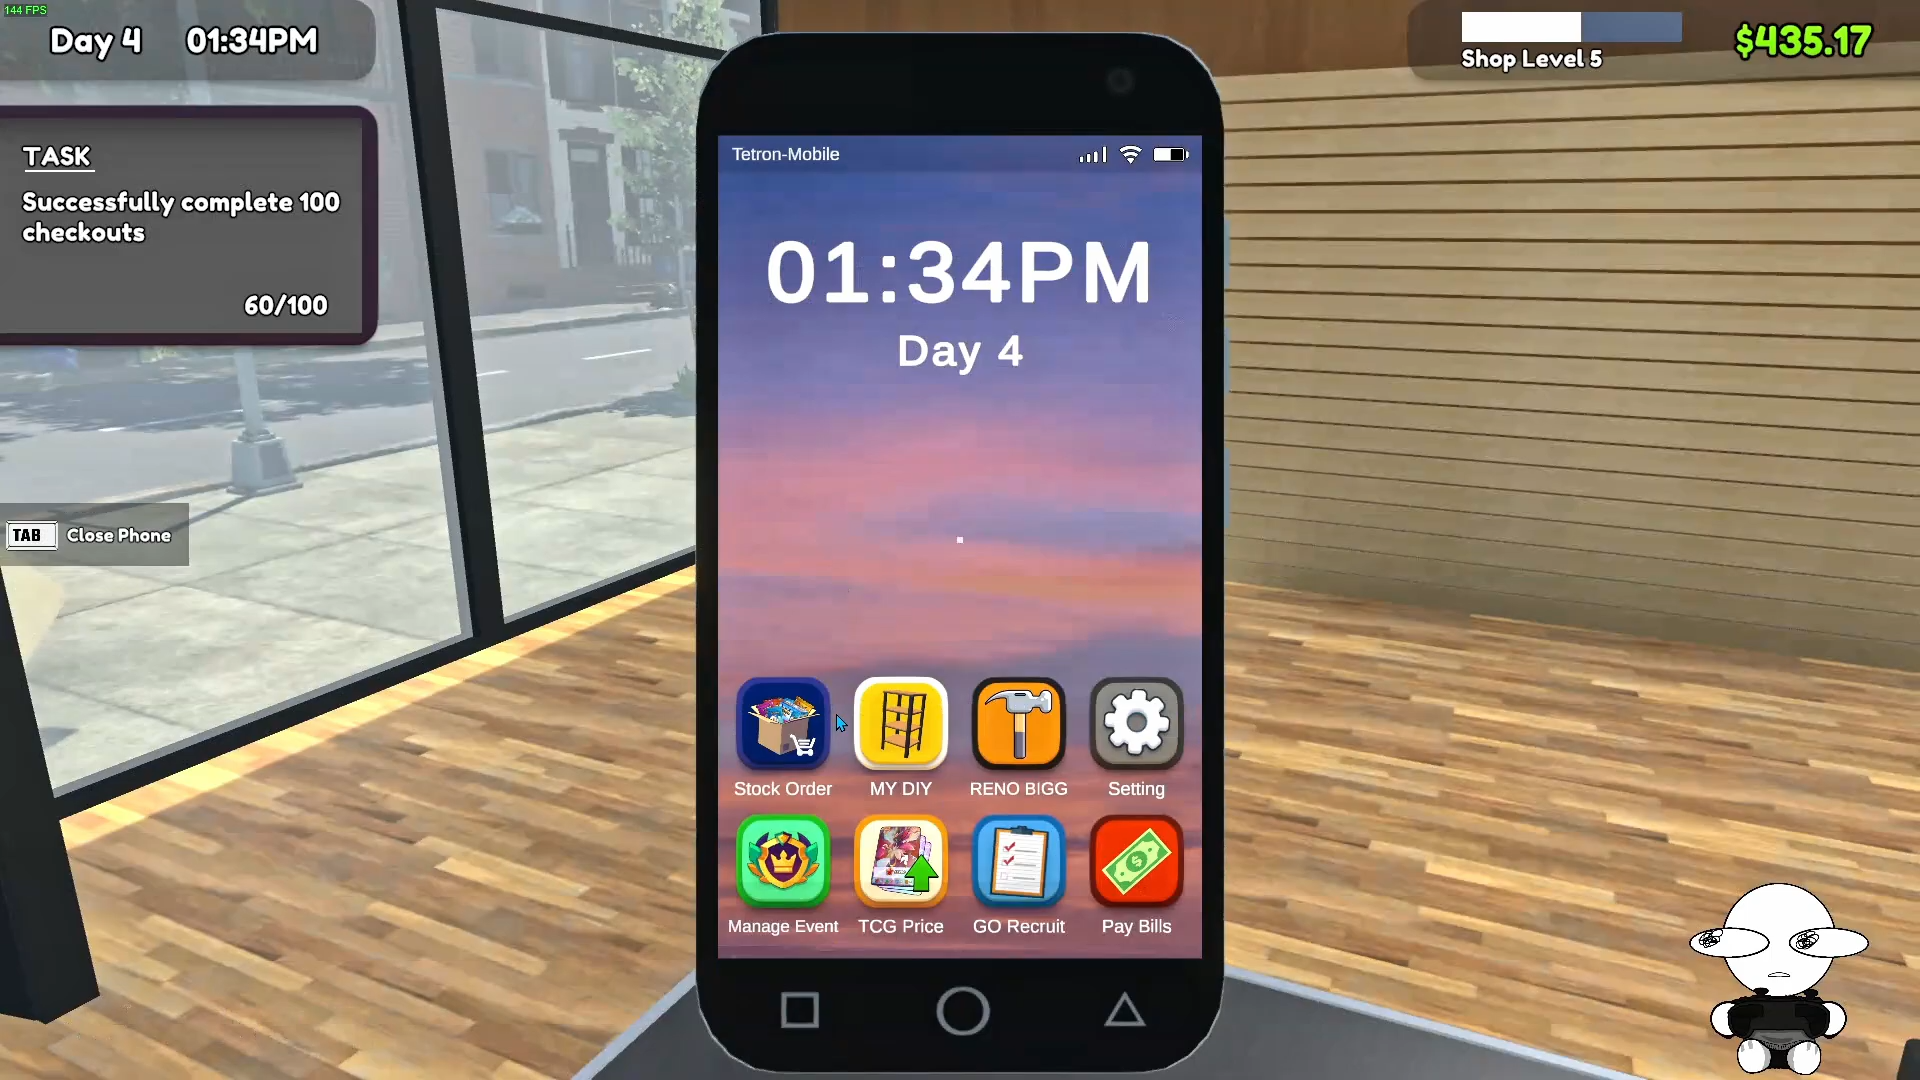 144 FPS
Day 4 01:34PM
Shop Level 5
$435.17
TASK
Successfully complete 100
checkouts
60/100
TAB Close Phone
Tetron-Mobile
01:34PM
Day 4
Stock Order MY DIY RENO BIGG Setting
Manage Event TCG Price GO Recruit Pay Bills